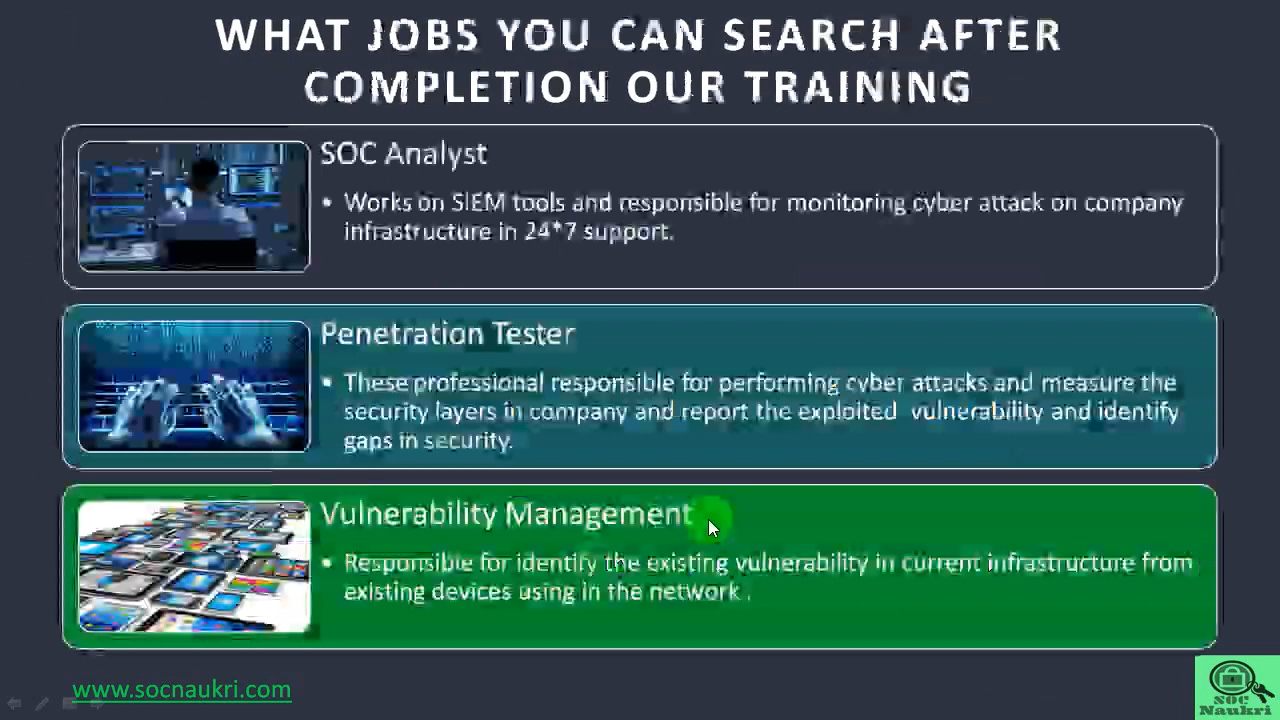 WHAT JOBS YOU CAN SEARCH AFTER
COMPLETION OUR TRAINING
SOC Analyst
• Works on SIEM tools and responsible for monitoring cyber attack on company
infrastructure in 24*7 support.
Penetration Tester
• These professional responsible for performing cyber attacks and measure the
security layers in company and report the exploited vulnerability and identify
gaps in security.
Vulnerability Management
• Responsible for identify the existing vulnerability in current infrastructure from
existing devices using in the network .
www.socnaukri.com
SOC
Naukri